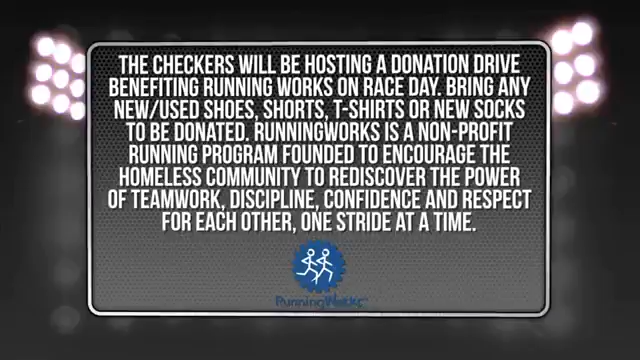 THE CHECKERS WILL BE HOSTING A DONATION DRIVE
BENEFITING RUNNING WORKS ON RACE DAY. BRING ANY
NEW/USED SHOES, SHORTS, T-SHIRTS OR NEW SOCKS
TO BE DONATED. RUNNINGWORKS IS A NON-PROFIT
RUNNING PROGRAM FOUNDED TO ENCOURAGE THE
HOMELESS COMMUNITY TO REDISCOVER THE POWER
OF TEAMWORK, DISCIPLINE, CONFIDENCE AND RESPECT
FOR EACH OTHER, ONE STRIDE AT A TIME.
RunningWorks